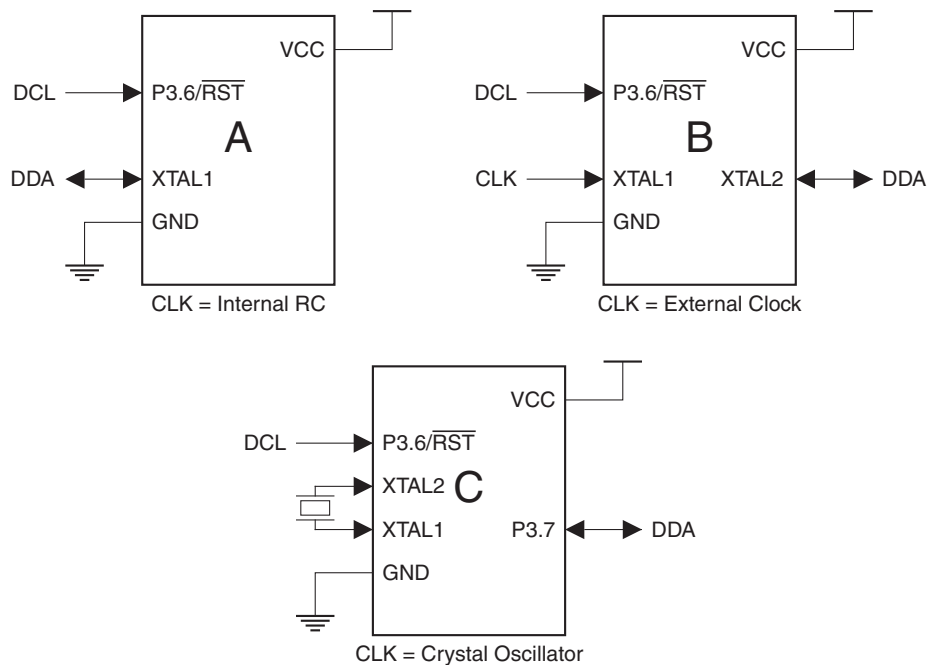 VCC
DCL
P3.6/RST
A
DDA
XTAL1
GND
CLK = Internal RC
VCC
DCL
P3.6/RST
B
CLK
XTAL1
XTAL2
DDA
GND
CLK = External Clock
VCC
DCL
P3.6/RST
XTAL2
C
XTAL1
P3.7
DDA
GND
CLK = Crystal Oscillator